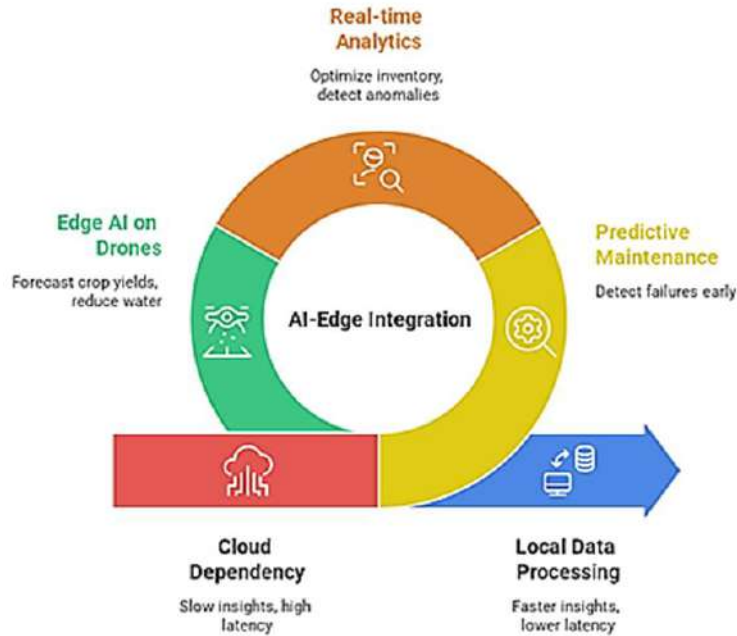 Real-time
Analytics
Optimize inventory,
detect anomalies
Edge AI on
Drones
Forecast crop yields,
reduce water
Predictive
Maintenance
Detect failures early
AI-Edge Integration
Cloud
Dependency
Slow insights, high
latency
Local Data
Processing
Faster insights,
lower latency